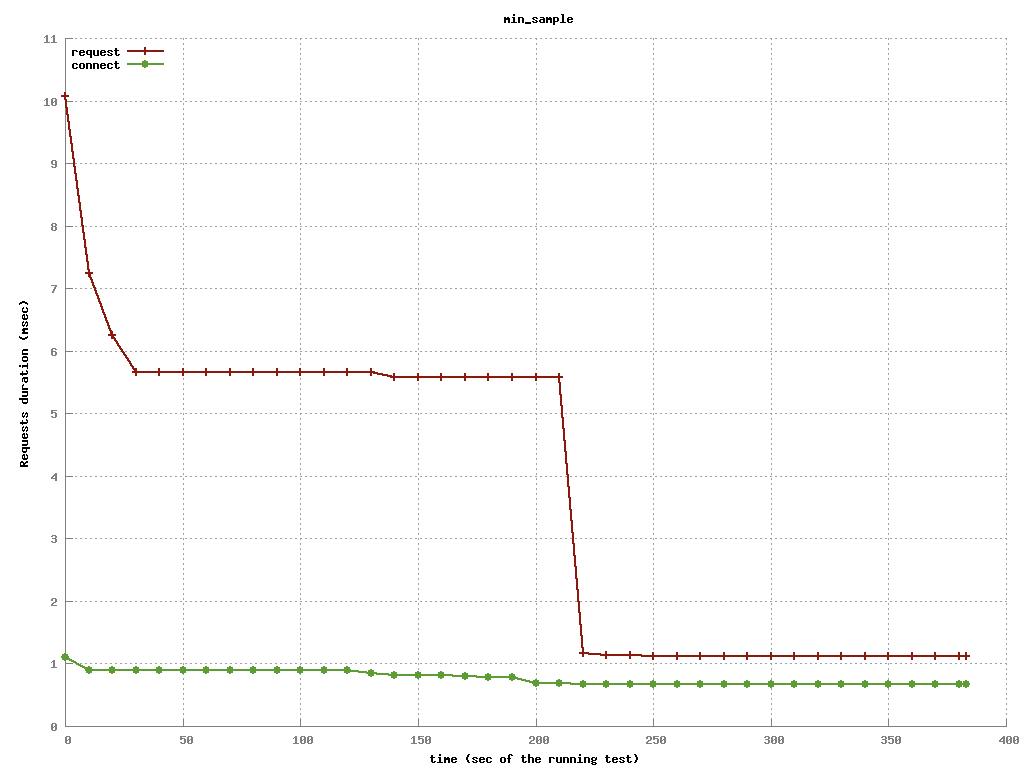 min_sample
request
connect
11
10
9
8
7
6
5
4
3
2
1
0
Requests duration (msec)
0 50 100 150 200 250 300 350 400
time (sec of the running test)